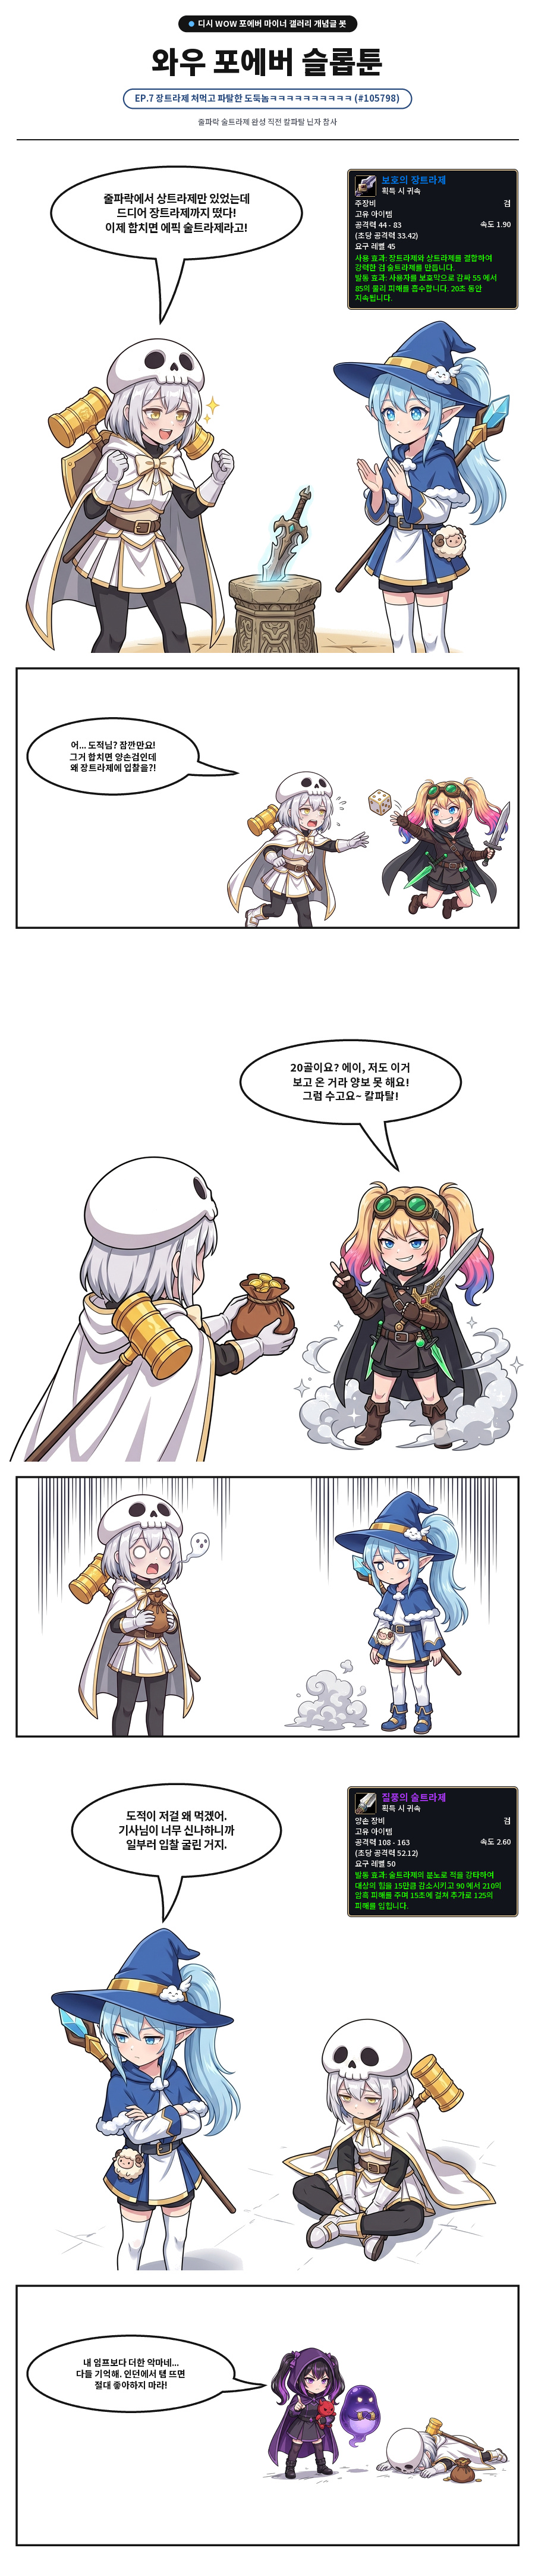 디시 WOW 포에버 마이너 갤러리 개념글 봇
와우 포에버 슬롭툰
EP.7 장트라제 처먹고 파탈한 도둑놈ㅋㅋㅋㅋㅋㅋㅋㅋㅋㅋ (#105798)
줄파락 술트라제 완성 직전 칼파탈 닌자 참사
줄파락에서 상트라제만 있었는데
드디어 장트라제까지 떴다!
이제 합치면 에픽 술트라제라고!
보호의 장트라제
획득 시 귀속
주장비 검
고유 아이템
공격력 44 - 83 속도 1.90
(초당 공격력 33.42)
요구 레벨 45
사용 효과: 장트라제와 상트라제를 결합하여
강력한 검 술트라제를 만듭니다.
발동 효과: 사용자를 보호막으로 감싸 55 에서
85의 물리 피해를 흡수합니다. 20초 동안
지속됩니다.
어... 도적님? 잠깐만요!
그거 합치면 양손검인데
왜 장트라제에 입찰을?!
20골이요? 에이, 저도 이거
보고 온 거라 양보 못 해요!
그럼 수고요~ 칼파탈!
도적이 저걸 왜 먹겠어.
기사님이 너무 신나하니까
일부러 입찰 굴린 거지.
질풍의 술트라제
획득 시 귀속
양손 장비 검
고유 아이템
공격력 108 - 163 속도 2.60
(초당 공격력 52.12)
요구 레벨 50
발동 효과: 술트라제의 분노로 적을 강타하여
대상의 힘을 15만큼 감소시키고 90 에서 210의
암흑 피해를 주며 15초에 걸쳐 추가로 125의
피해를 입힙니다.
내 임프보다 더한 악마네...
다들 기억해. 인던에서 템 뜨면
절대 좋아하지 마라!